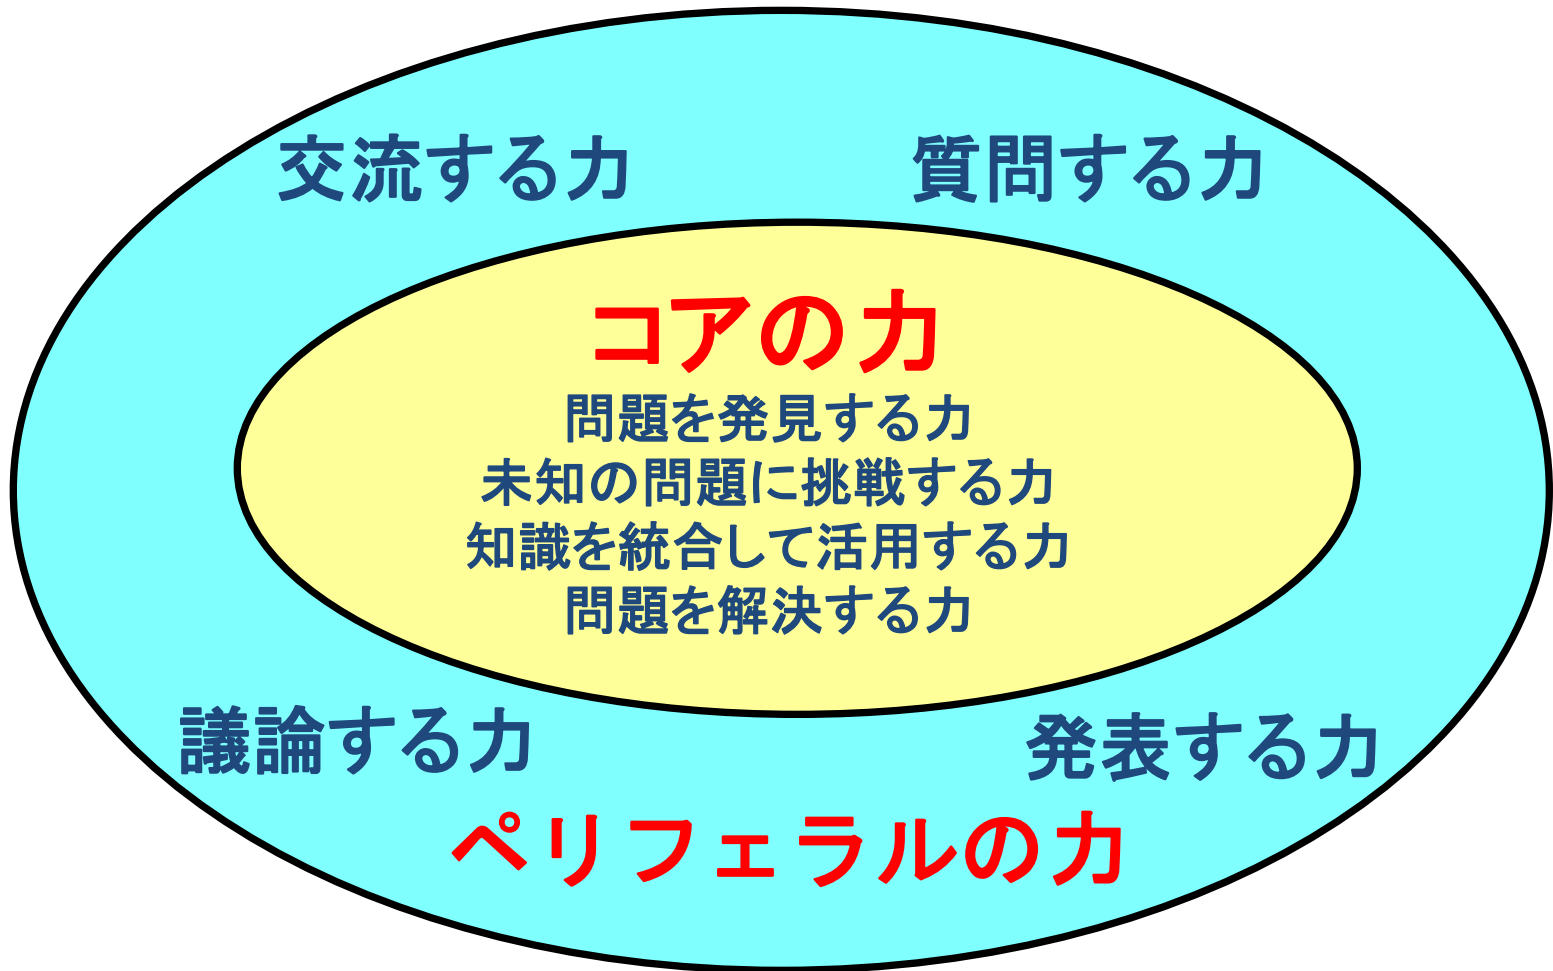 交流する力
質問する力
コアの力
問題を発見する力
未知の問題に挑戦する力
知識を統合して活用する力
問題を解決する力
議論する力
発表する力
ペリフェラルの力